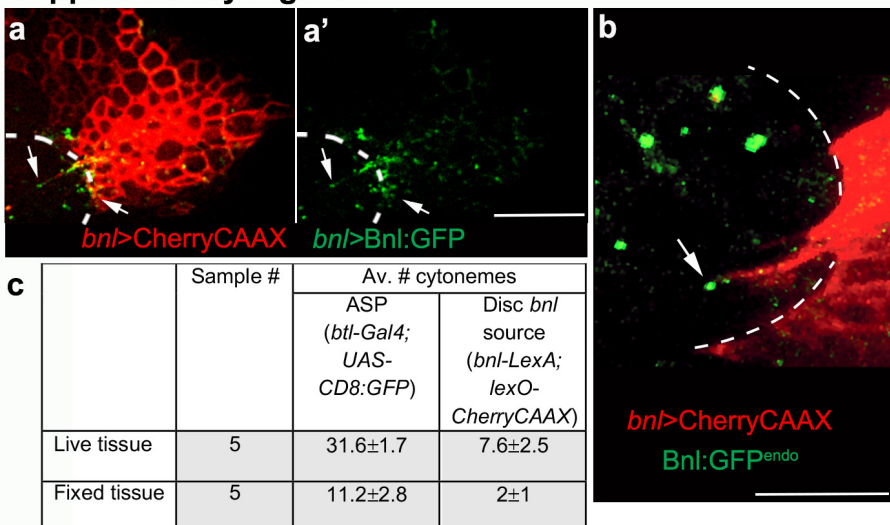 a
a'
b
bnl>CherryCAAX
bnl>Bnl:GFP
c
Sample #
Av. # cytonemes
ASP
(btl-Gal4;
UAS-
CD8:GFP)
Disc bnl
source
(bnl-LexA;
lexO-
CherryCAAX)
Live tissue
5
31.6±1.7
7.6±2.5
Fixed tissue
5
11.2±2.8
2±1
bnl>CherryCAAX
Bnl:GFPendo